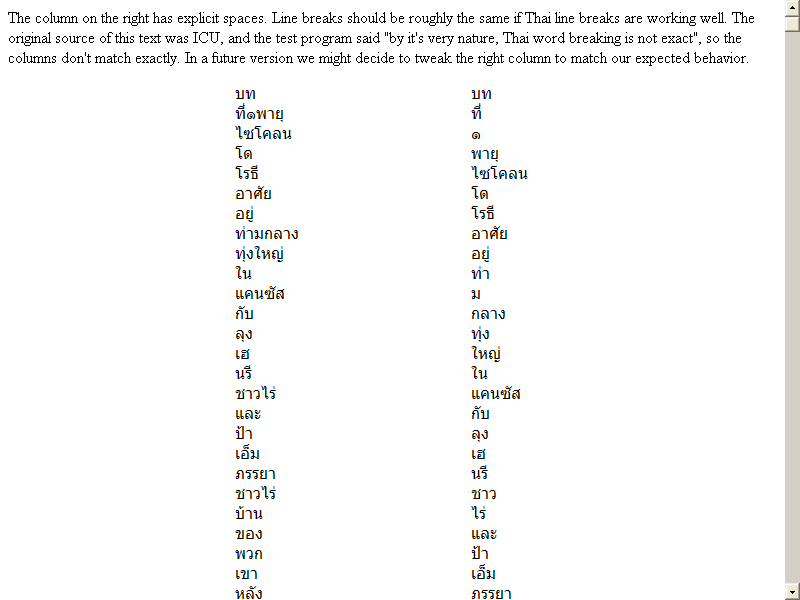 The column on the right has explicit spaces. Line breaks should be roughly the same if Thai line breaks are working well. The
original source of this text was ICU, and the test program said "by it's very nature, Thai word breaking is not exact", so the
columns don't match exactly. In a future version we might decide to tweak the right column to match our expected behavior.
บท
ที่๑พายุ
ไซโคลน
โด
โรธี
อาศัย
อยู่
ท่ามกลาง
ทุ่งใหญ่
ใน
แคนซัส
กับ
ลุง
เฮ
นรี
ชาวไร่
และ
ป้า
เอ็ม
ภรรยา
ชาวไร่
บ้าน
ของ
พวก
เขา
หลัง
บท
ที่
๑
พายุ
ไซโคลน
โด
โรธี
อาศัย
อยู่
ท่า
ม
กลาง
ทุ่ง
ใหญ่
ใน
แคนซัส
กับ
ลุง
เฮ
นรี
ชาว
ไร่
และ
ป้า
เอ็ม
ภรรยา